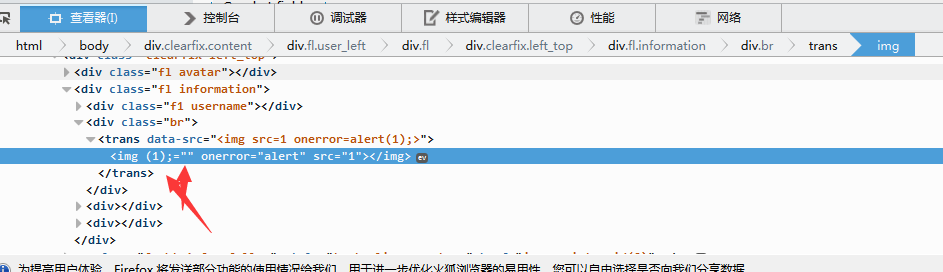 查看器(I) 控制台 调试器 样式编辑器 性能 网络
html body div.clearfix.content div.fl.user_left div.fl div.clearfix.left_top div.fl.information div.br trans img
<div class="fl avatar"></div>
<div class="fl information">
<div class="f1 username"></div>
<div class="br">
<trans data-src="<img src=1 onerror=alert(1);>">
<img (1);="" onerror="alert" src="1"></img> ev
</trans>
</div>
<div></div>
<div></div>
</div>
为提高用户体验，Firefox 将发送部分功能的使用情况给我们，用于进一步优化火狐浏览器的易用性，您可以自由选择是否向我们分享数据